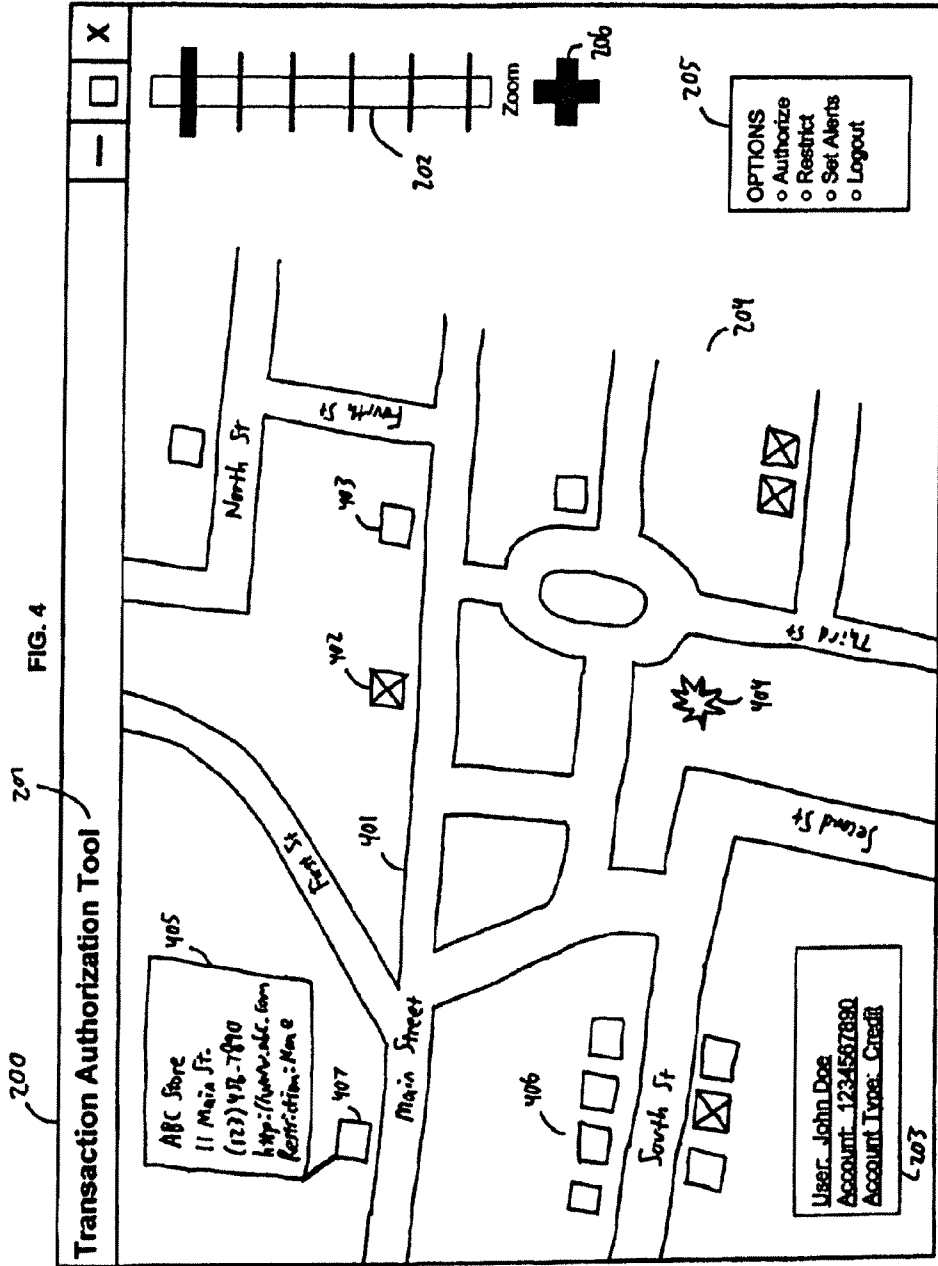 FIG. 4
200
201
Transaction Authorization Tool
X
405
ABC Store
11 Main St.
(123) 456-7890
http://www.abc.com
Restriction: None
407
First St
North St
Fourth St
202
Zoom
206
401
402
403
Main Street
406
South St
404
Second St
Third St
204
205
OPTIONS
Authorize
Restrict
Set Alerts
Logout
User: John Doe
Account: 1234567890
Account Type: Credit
203